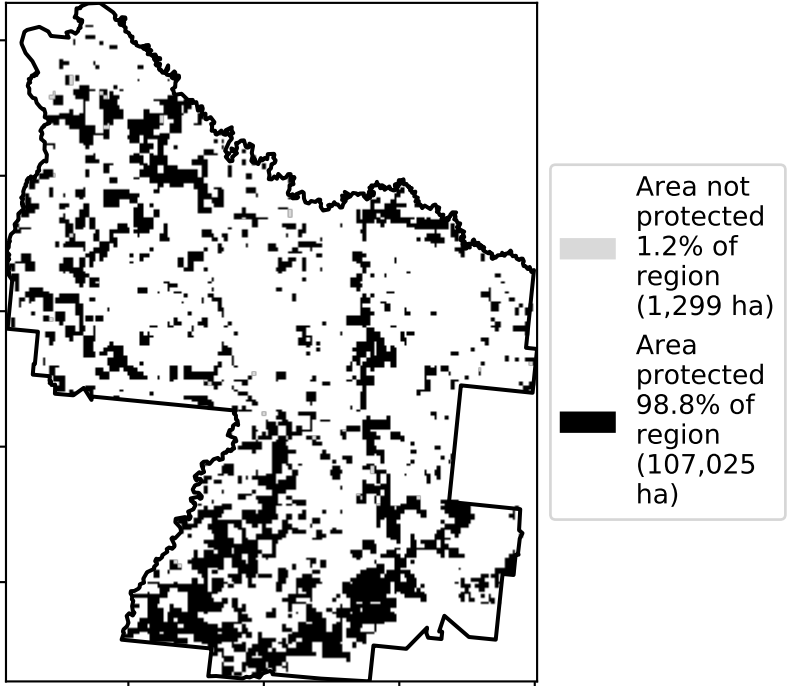 Area not
protected
1.2% of
region
(1,299 ha)
Area
protected
98.8% of
region
(107,025
ha)